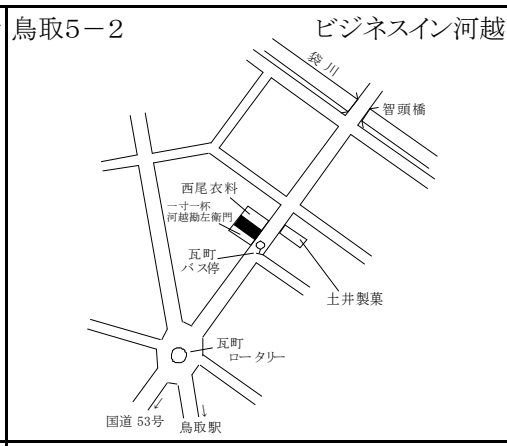 鳥取5－2
ビジネスイン河越
袋川
智頭橋
西尾衣料
一寸一杯
河越勘左衛門
瓦町
バス停
土井製菓
瓦町
ロータリー
国道 53号
鳥取駅